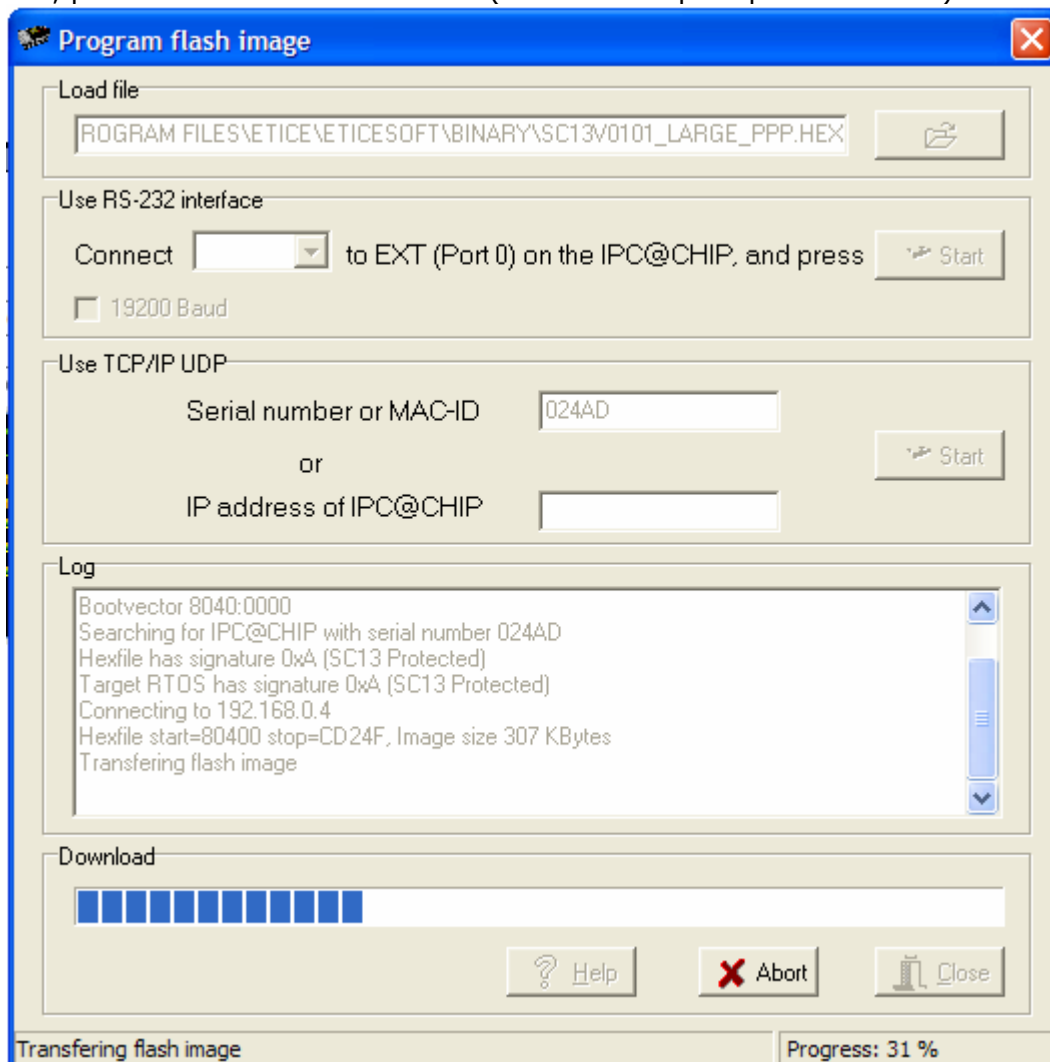 Program flash image
Load file
ROGRAM FILES\ETICE\ETICESOFT\BINARY\SC13V0101_LARGE_PPP.HEX
Use RS-232 interface
Connect to EXT (Port 0) on the IPC@CHIP, and press Start
19200 Baud
Use TCP/IP UDP
Serial number or MAC-ID 024AD
or
Start
IP address of IPC@CHIP
Log
Bootvector 8040:0000
Searching for IPC@CHIP with serial number 024AD
Hexfile has signature 0xA (SC13 Protected)
Target RTOS has signature 0xA (SC13 Protected)
Connecting to 192.168.0.4
Hexfile start=80400 stop=CD24F, Image size 307 KBytes
Transfering flash image
Download
Help Abort Close
Transfering flash image Progress: 31 %